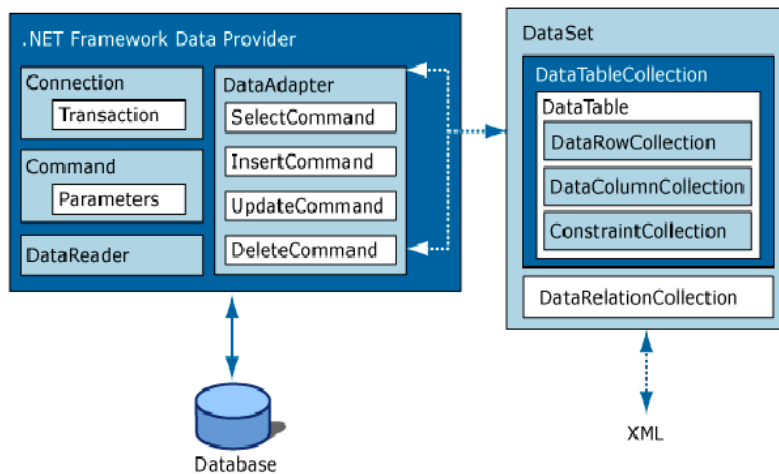 .NET Framework Data Provider
Connection
Transaction
Command
Parameters
DataReader
DataAdapter
SelectCommand
InsertCommand
UpdateCommand
DeleteCommand
Database
DataSet
DataTableCollection
DataTable
DataRowCollection
DataColumnCollection
ConstraintCollection
DataRelationCollection
XML